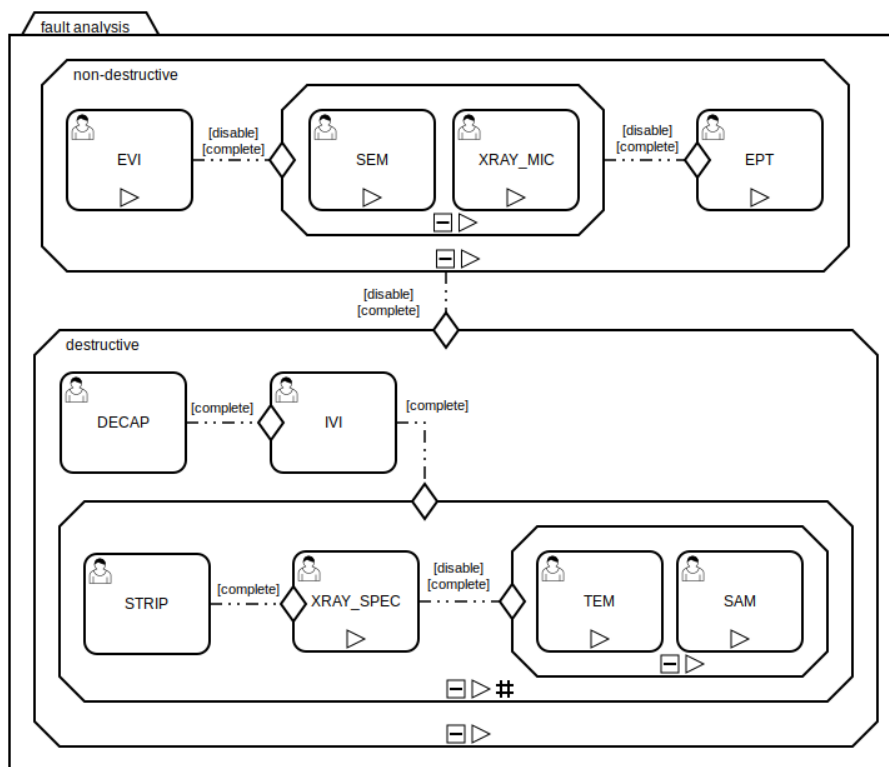 fault analysis
non-destructive
EVI
[disable]
[complete]
SEM
XRAY_MIC
[disable]
[complete]
EPT
[disable]
[complete]
destructive
DECAP
[complete]
IVI
[complete]
STRIP
[complete]
XRAY_SPEC
[disable]
[complete]
TEM
SAM